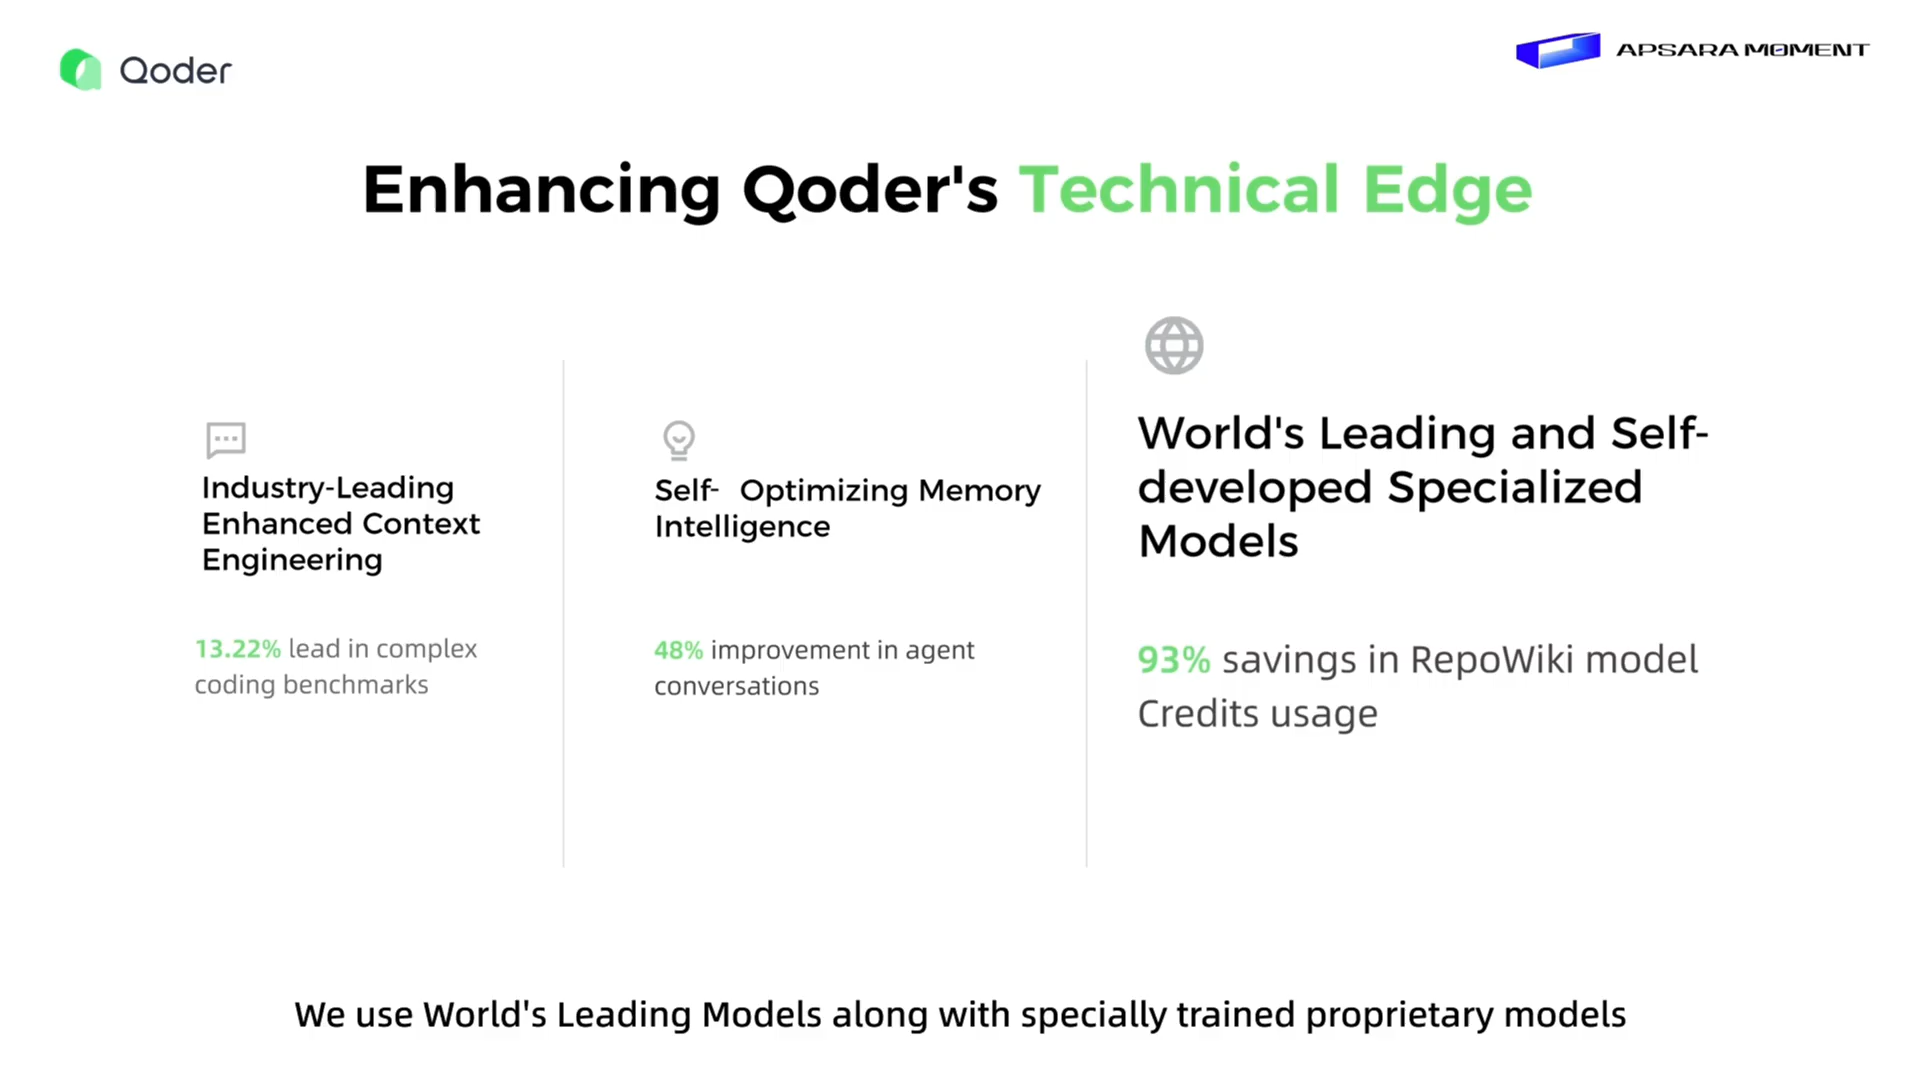 Qoder
APSARA MOMENT
Enhancing Qoder's Technical Edge
Industry-Leading
Enhanced Context
Engineering
13.22% lead in complex
coding benchmarks
Self- Optimizing Memory
Intelligence
48% improvement in agent
conversations
World's Leading and Self-
developed Specialized
Models
93% savings in RepoWiki model
Credits usage
We use World's Leading Models along with specially trained proprietary models